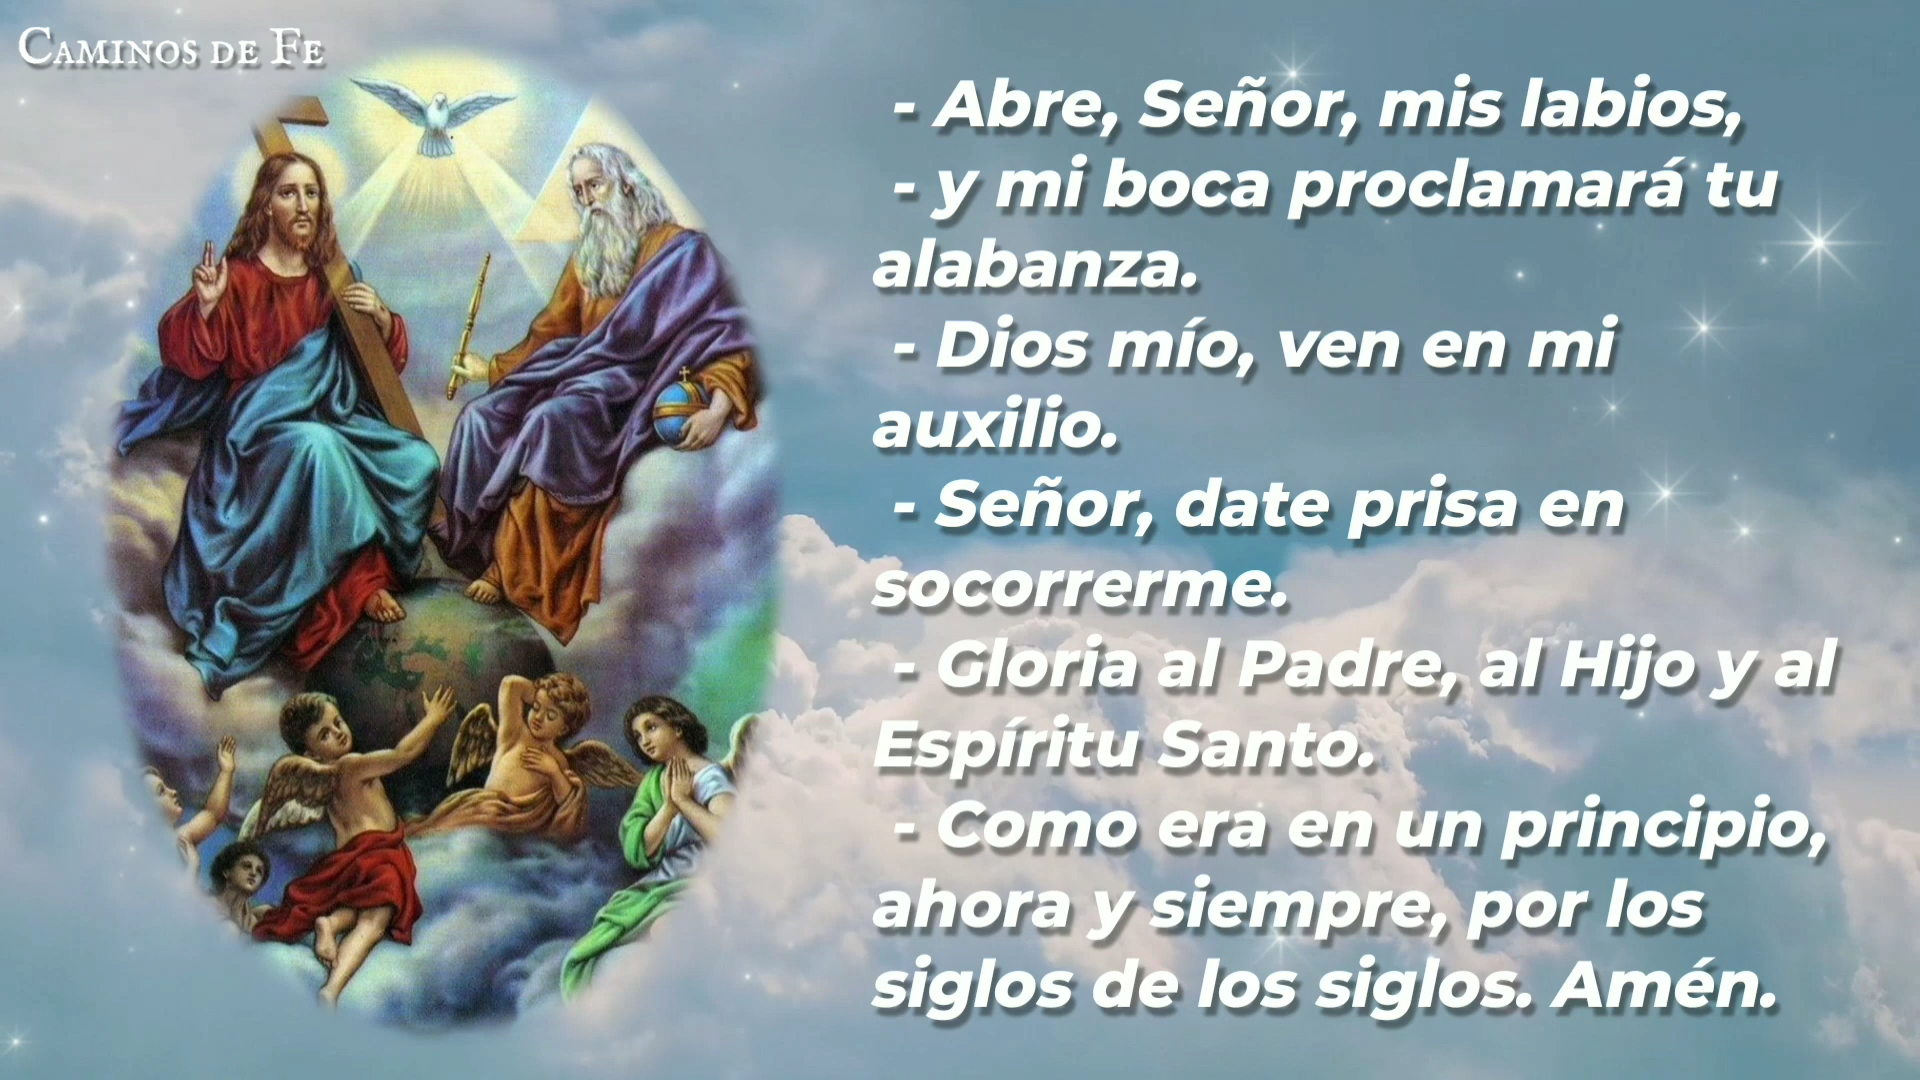 Caminos de Fe
- Abre, Señor, mis labios,
- y mi boca proclamará tu
alabanza.
- Dios mío, ven en mi
auxilio.
- Señor, date prisa en
socorrerme.
- Gloria al Padre, al Hijo y al
Espíritu Santo.
- Como era en un principio,
ahora y siempre, por los
siglos de los siglos. Amén.